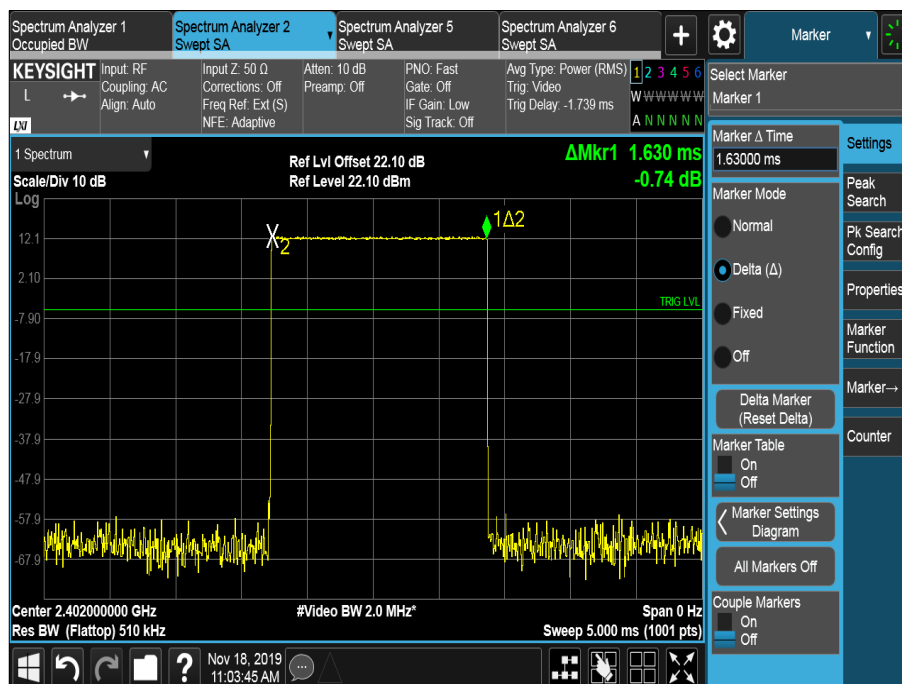 Spectrum Analyzer 1
Occupied BW
Spectrum Analyzer 2
Swept SA
Spectrum Analyzer 5
Swept SA
Spectrum Analyzer 6
Swept SA
Marker
KEYSIGHT
L
LXI
Input: RF
Coupling: AC
Align: Auto
Input Z: 50 Ω
Corrections: Off
Freq Ref: Ext (S)
NFE: Adaptive
Atten: 10 dB
Preamp: Off
PNO: Fast
Gate: Off
IF Gain: Low
Sig Track: Off
Avg Type: Power (RMS)
Trig: Video
Trig Delay: -1.739 ms
1 2 3 4 5 6
W W W W W W
A N N N N N
Select Marker
Marker 1
1 Spectrum
Scale/Div 10 dB
Ref Lvl Offset 22.10 dB
Ref Level 22.10 dBm
ΔMkr1 1.630 ms
-0.74 dB
Log
12.1
2.10
-7.90
-17.9
-27.9
-37.9
-47.9
-57.9
-67.9
2
1Δ2
TRIG LVL
Center 2.402000000 GHz
Res BW (Flattop) 510 kHz
#Video BW 2.0 MHz*
Span 0 Hz
Sweep 5.000 ms (1001 pts)
Marker Δ Time
1.63000 ms
Marker Mode
Normal
Delta (Δ)
Fixed
Off
Delta Marker
(Reset Delta)
Marker Table
On
Off
Marker Settings
Diagram
All Markers Off
Couple Markers
On
Off
Settings
Peak
Search
Pk Search
Config
Properties
Marker
Function
Marker→
Counter
?
Nov 18, 2019
11:03:45 AM